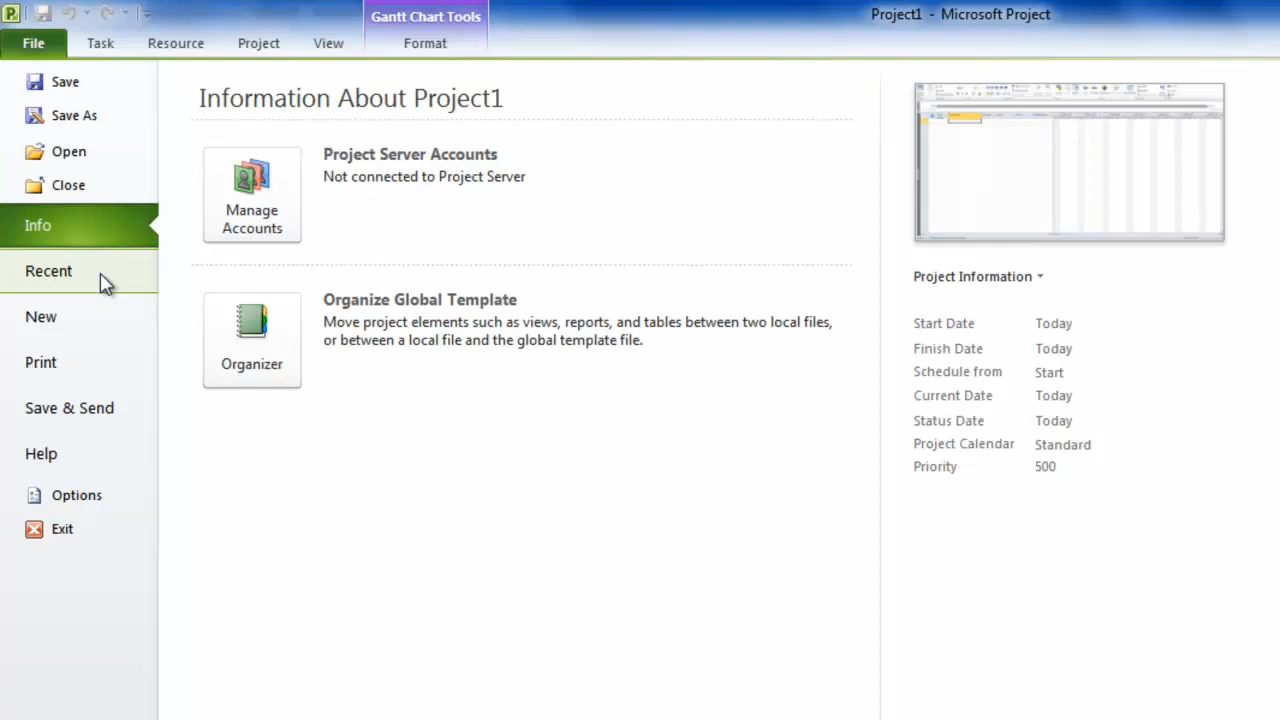 Gantt Chart Tools
Project1 - Microsoft Project
File Task Resource Project View Format
Save
Save As
Open
Close
Info
Recent
New
Print
Save & Send
Help
Options
Exit
Information About Project1
Manage
Accounts
Project Server Accounts
Not connected to Project Server
Organizer
Organize Global Template
Move project elements such as views, reports, and tables between two local files,
or between a local file and the global template file.
Project Information
Start Date Today
Finish Date Today
Schedule from Start
Current Date Today
Status Date Today
Project Calendar Standard
Priority 500